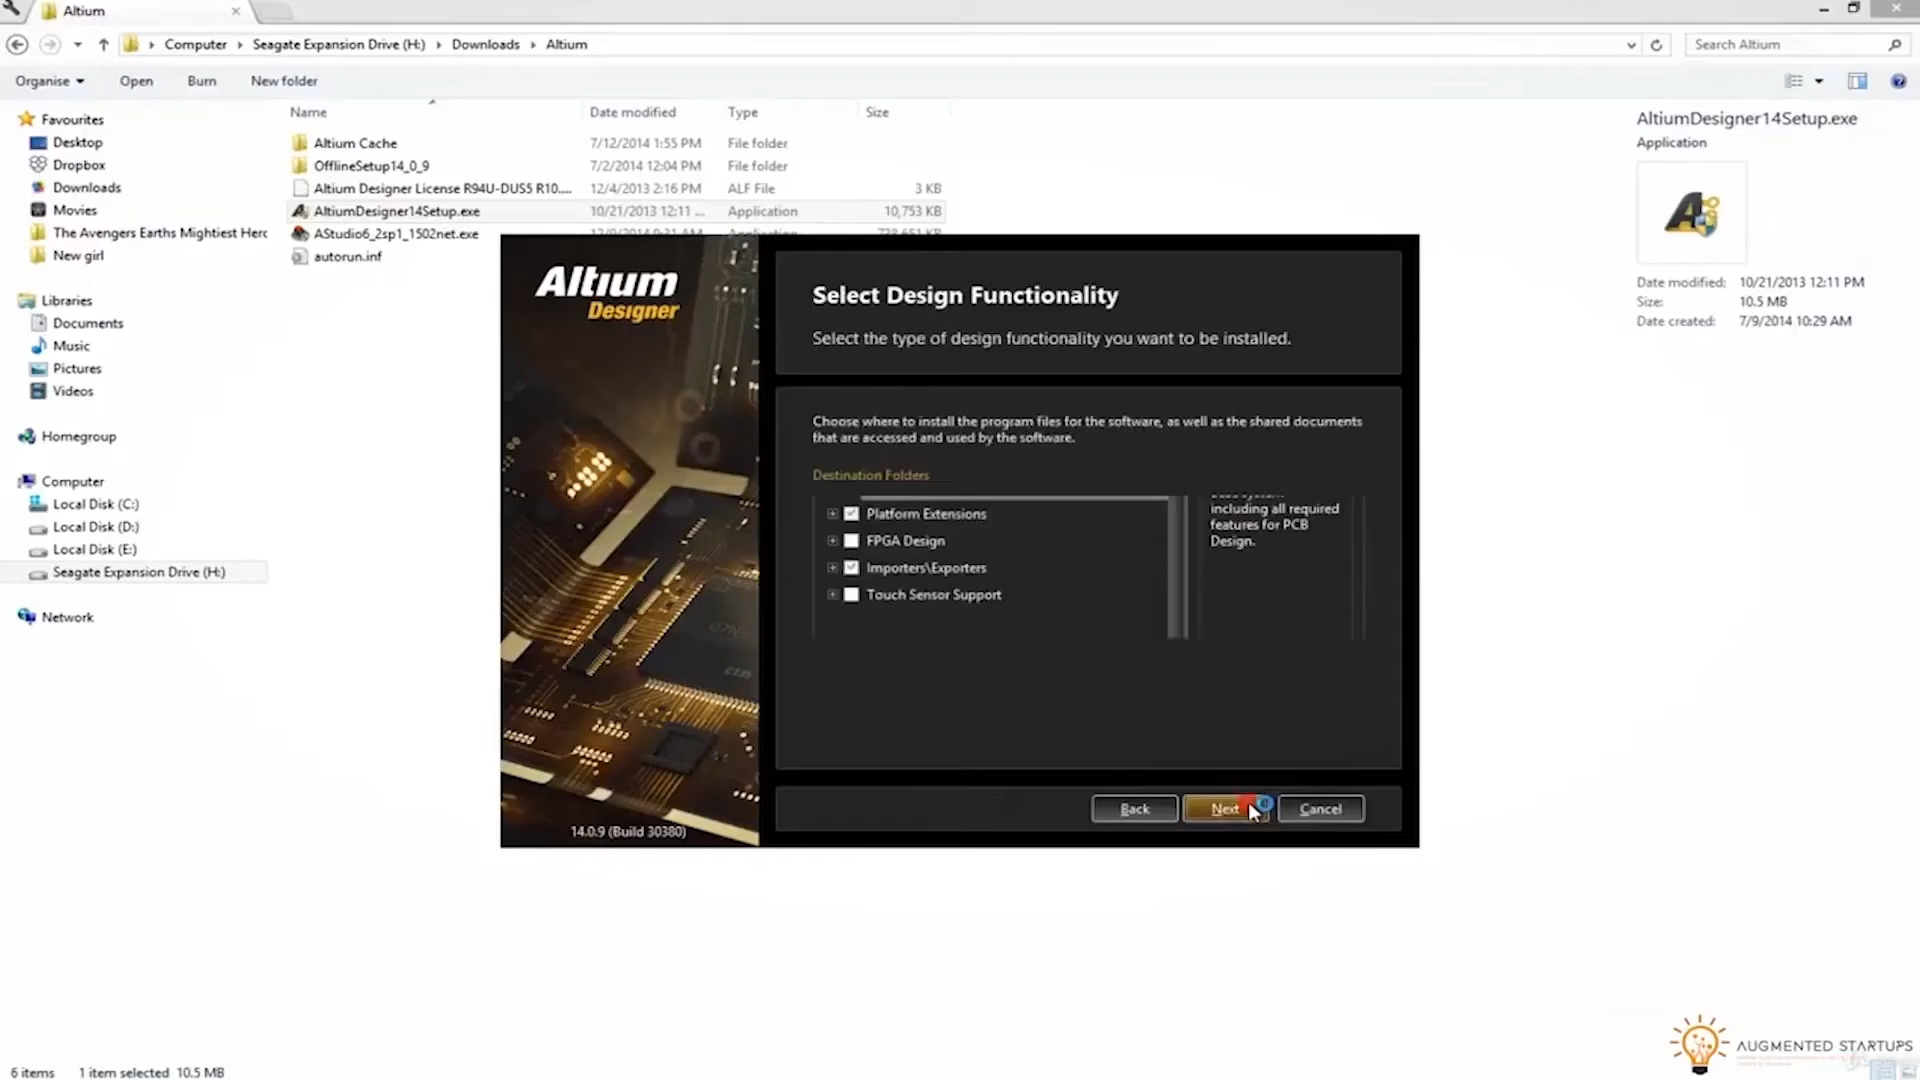 Altium
Computer
Seagate Expansion Drive (H:)
Downloads
Altium
Search Altium
Organise
Open
Burn
New folder
Name
Date modified
Type
Size
Favourites
Desktop
Dropbox
Downloads
Movies
The Avengers Earths Mightiest Herc
New girl
Libraries
Documents
Music
Pictures
Videos
Homegroup
Computer
Local Disk (C:)
Local Disk (D:)
Local Disk (E:)
Seagate Expansion Drive (H:)
Network
Altium Cache 7/12/2014 1:55 PM File folder
OfflineSetup14_0_9 7/2/2014 12:04 PM File folder
Altium Designer License R94U-DUS5 R10.... 12/4/2013 2:16 PM ALF File 3 KB
AltiumDesigner14Setup.exe 10/21/2013 12:11 ... Application 10,753 KB
AStudio6_2sp1_1502net.exe
autorun.inf
AltiumDesigner14Setup.exe
Application
Date modified: 10/21/2013 12:11 PM
Size: 10.5 MB
Date created: 7/9/2014 10:29 AM
Altium
Designer
14.0.9 (Build 30380)
Select Design Functionality
Select the type of design functionality you want to be installed.
Choose where to install the program files for the software, as well as the shared documents
that are accessed and used by the software.
Destination Folders
Platform Extensions
FPGA Design
Importers\Exporters
Touch Sensor Support
including all required
features for PCB
Design.
Back
Next
Cancel
6 items 1 item selected 10.5 MB
AUGMENTED STARTUPS